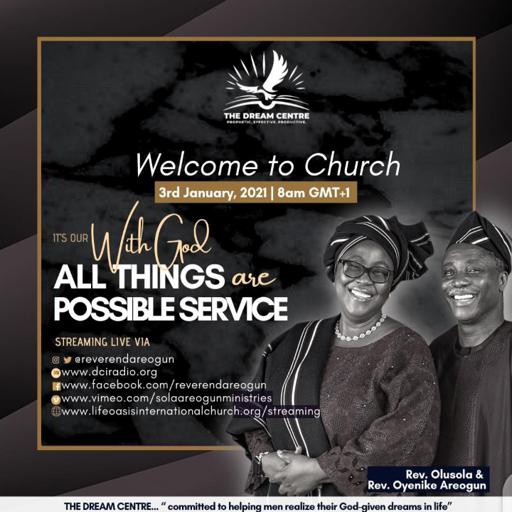 THE DREAM CENTRE
PROPHETIC. EFFECTIVE. PRODUCTIVE.
Welcome to Church
3rd January, 2021 | 8am GMT+1
IT'S OUR With God
ALL THINGS are
POSSIBLE SERVICE
STREAMING LIVE VIA
@reverendareogun
www.dciradio.org
www.facebook.com/reverendareogun
www.vimeo.com/solaareogunministries
www.lifeoasisinternationalchurch.org/streaming
Rev. Olusola &
Rev. Oyenike Areogun
THE DREAM CENTRE... “ committed to helping men realize their God-given dreams in life”